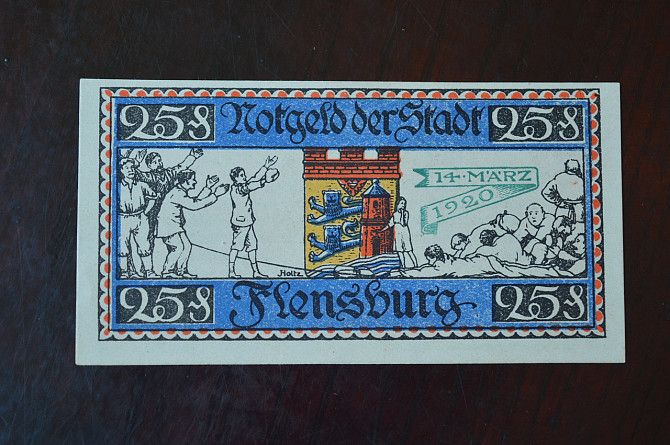 25₰ Notgeld der Stadt 25₰
14·MÄRZ
1920
Holtz
25₰ Flensburg 25₰